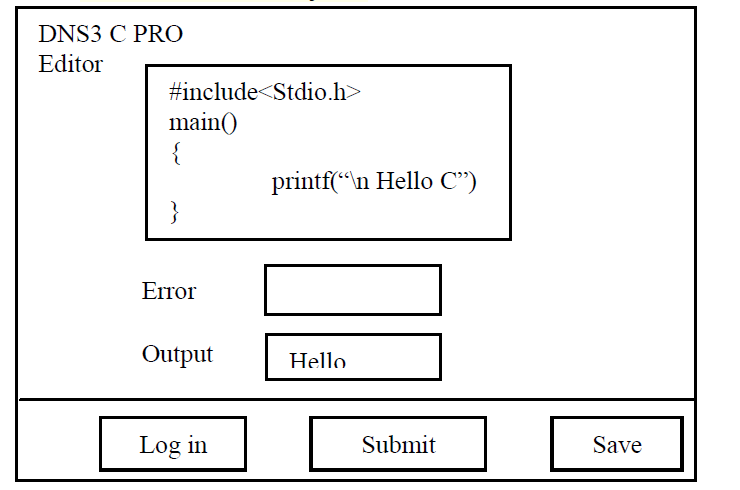 DNS3 C PRO
Editor
#include<Stdio.h>
main()
{
printf(“\n Hello C”)
}
Error
Output
Hello
Log in
Submit
Save